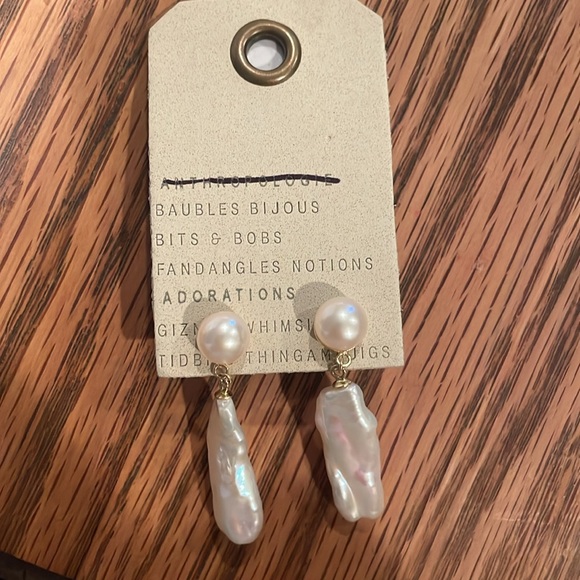 ANTHROPOLOGIE
BAUBLES BIJOUS
BITS & BOBS
FANDANGLES NOTIONS
ADORATIONS